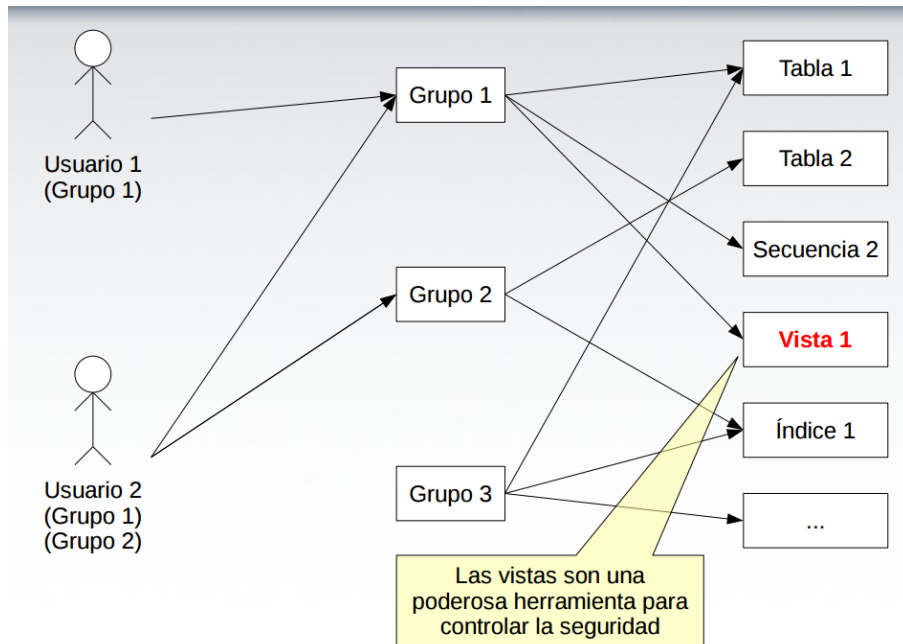 Usuario 1
(Grupo 1)
Usuario 2
(Grupo 1)
(Grupo 2)
Grupo 1
Grupo 2
Grupo 3
Tabla 1
Tabla 2
Secuencia 2
Vista 1
Índice 1
...
Las vistas son una
poderosa herramienta para
controlar la seguridad